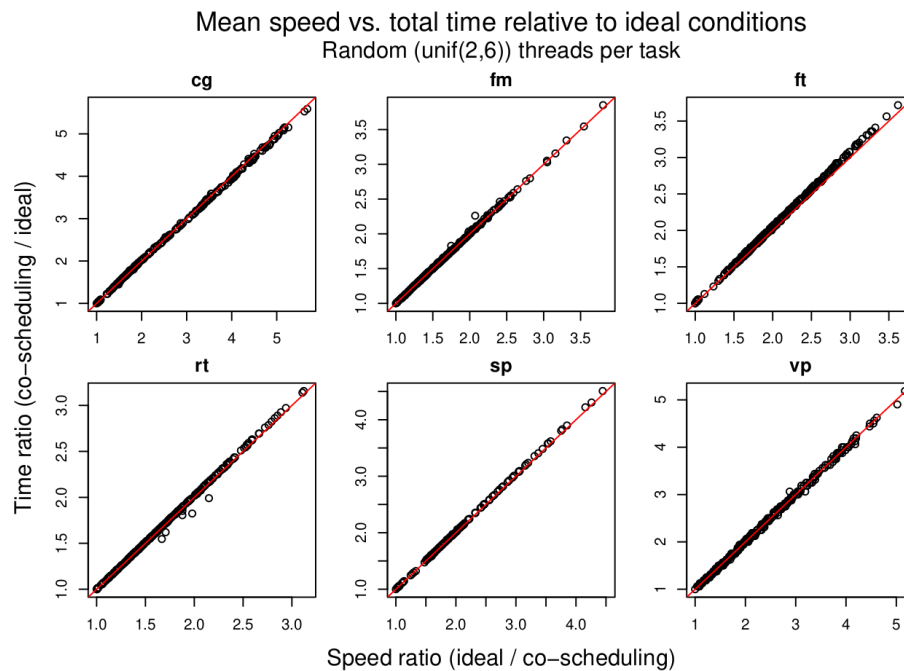 Mean speed vs. total time relative to ideal conditions
Random (unif(2,6)) threads per task
cg
fm
ft
5
4
3
2
1
1 2 3 4 5
3.5
3.0
2.5
2.0
1.5
1.0
1.0 1.5 2.0 2.5 3.0 3.5
3.5
3.0
2.5
2.0
1.5
1.0
1.0 1.5 2.0 2.5 3.0 3.5
rt
sp
vp
3.0
2.5
2.0
1.5
1.0
1.0 1.5 2.0 2.5 3.0
4.0
3.0
2.0
1.0
1.0 2.0 3.0 4.0
5
4
3
2
1
1 2 3 4 5
Time ratio (co−scheduling / ideal)
Speed ratio (ideal / co−scheduling)